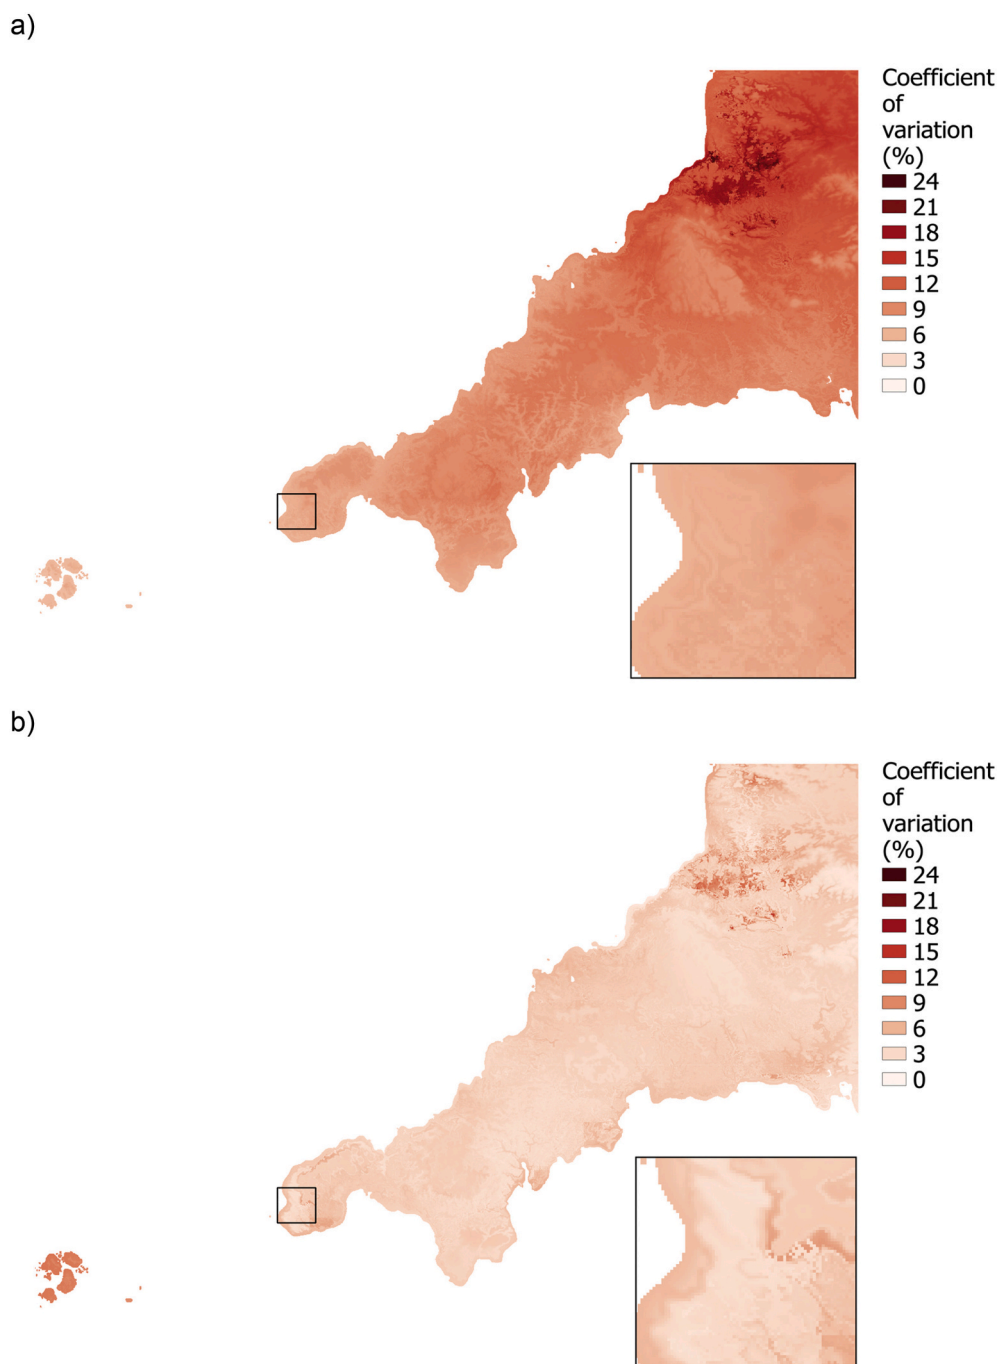 a)
Coefficient
of
variation
(%)
24
21
18
15
12
9
6
3
0
b)
Coefficient
of
variation
(%)
24
21
18
15
12
9
6
3
0